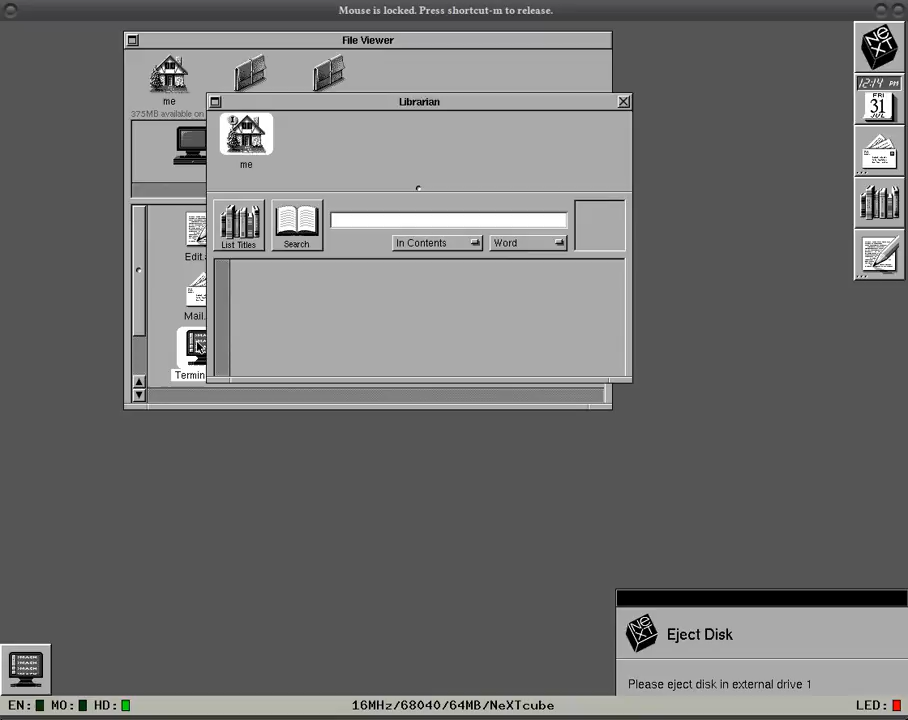 Mouse is locked. Press shortcut-m to release.
File Viewer
me
375MB available on
Librarian
me
List Titles
Search
In Contents
Word
Edit.
Mail.
Termin
NeXT
12:14 PM
FRI
31
JUL
NeXT
Eject Disk
Please eject disk in external drive 1
EN: MO: HD:
16MHz/68040/64MB/NeXTcube
LED: